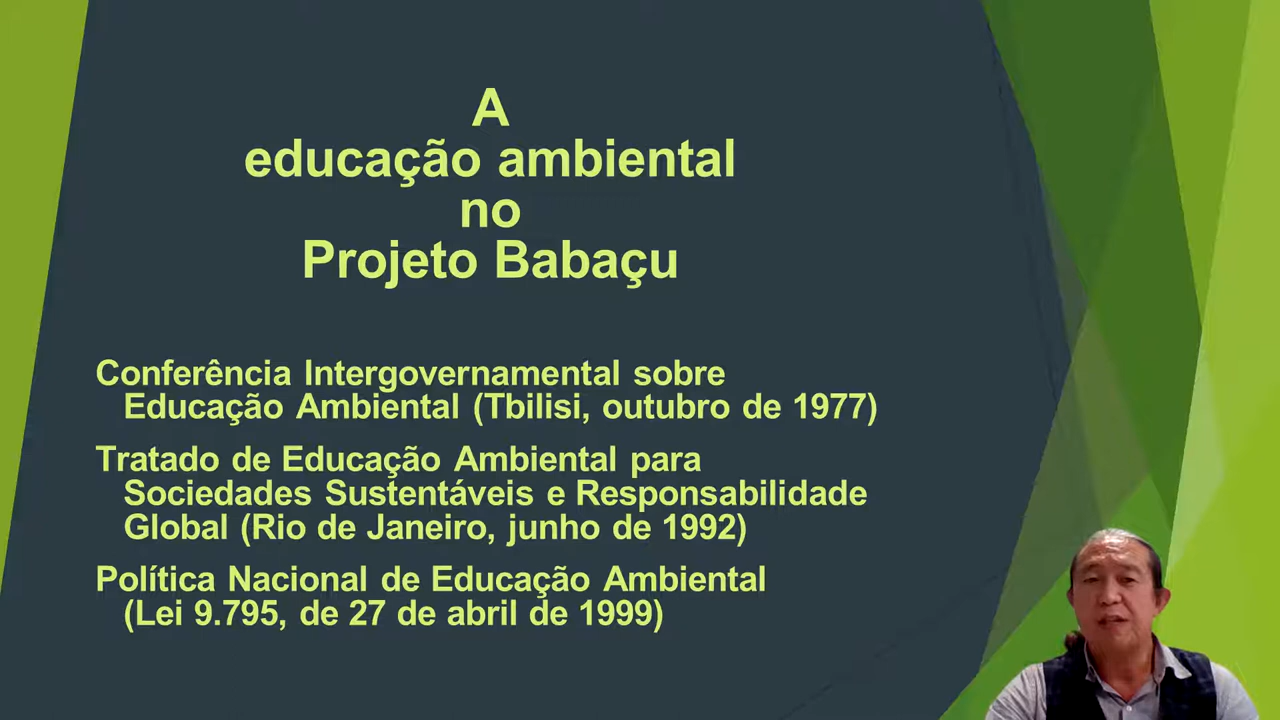 A
educação ambiental
no
Projeto Babaçu
Conferência Intergovernamental sobre
Educação Ambiental (Tbilisi, outubro de 1977)
Tratado de Educação Ambiental para
Sociedades Sustentáveis e Responsabilidade
Global (Rio de Janeiro, junho de 1992)
Política Nacional de Educação Ambiental
(Lei 9.795, de 27 de abril de 1999)